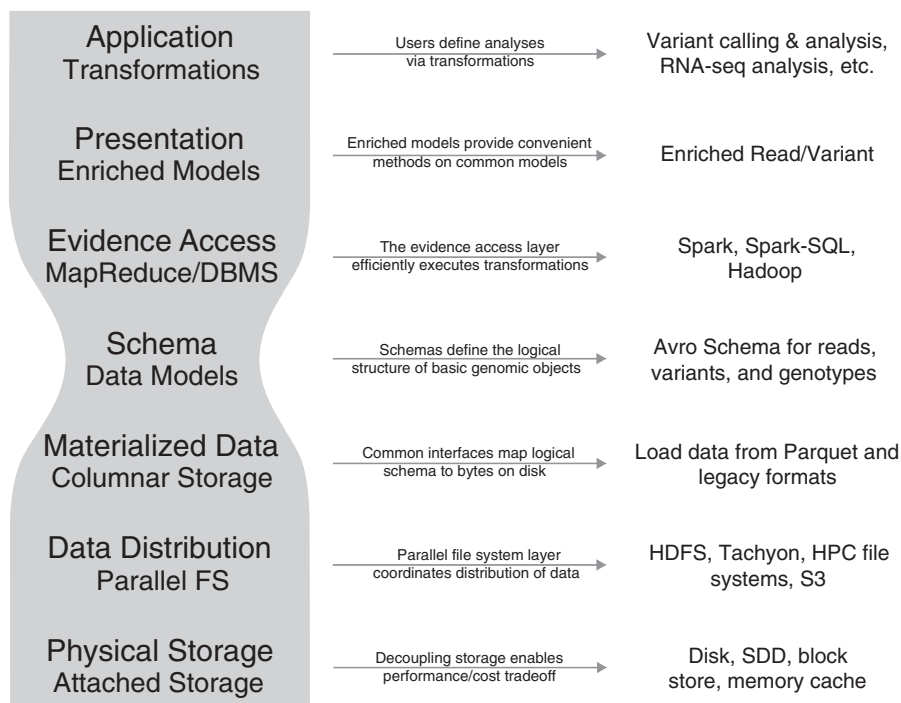 Application
Transformations
Users define analyses
via transformations
Variant calling & analysis,
RNA-seq analysis, etc.
Presentation
Enriched Models
Enriched models provide convenient
methods on common models
Enriched Read/Variant
Evidence Access
MapReduce/DBMS
The evidence access layer
efficiently executes transformations
Spark, Spark-SQL,
Hadoop
Schema
Data Models
Schemas define the logical
structure of basic genomic objects
Avro Schema for reads,
variants, and genotypes
Materialized Data
Columnar Storage
Common interfaces map logical
schema to bytes on disk
Load data from Parquet and
legacy formats
Data Distribution
Parallel FS
Parallel file system layer
coordinates distribution of data
HDFS, Tachyon, HPC file
systems, S3
Physical Storage
Attached Storage
Decoupling storage enables
performance/cost tradeoff
Disk, SDD, block
store, memory cache